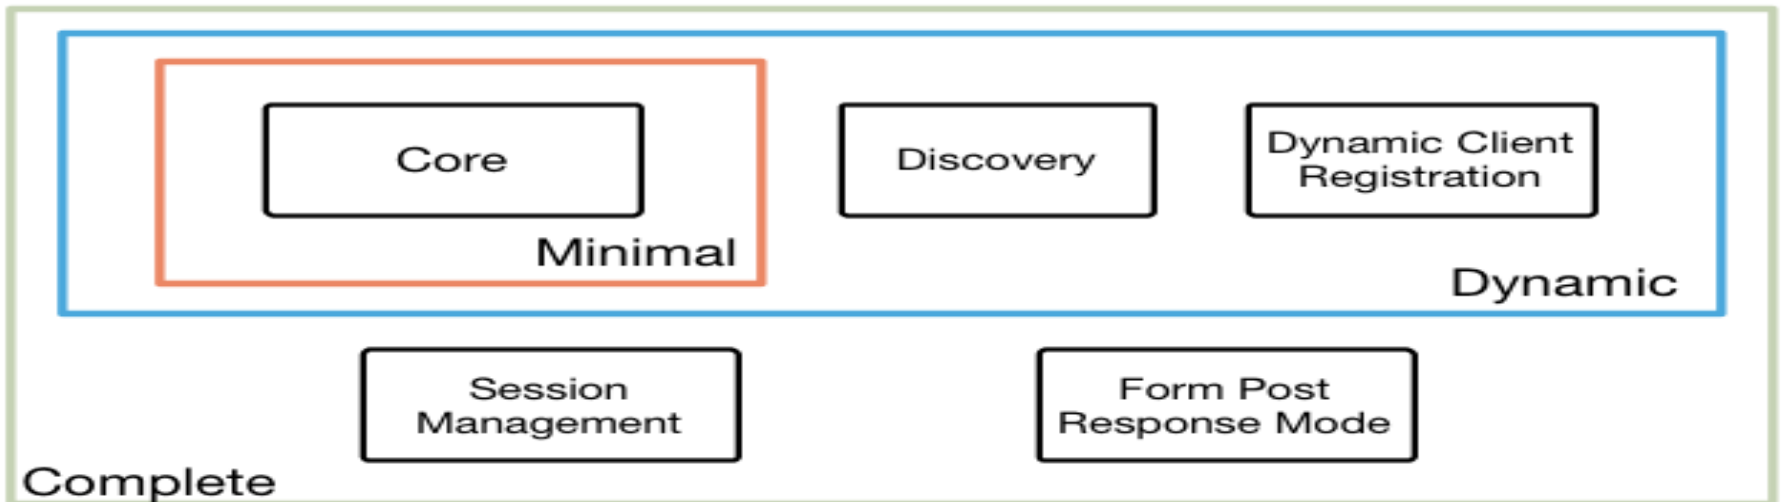 Core
Discovery
Dynamic Client
Registration
Minimal
Dynamic
Session
Management
Form Post
Response Mode
Complete